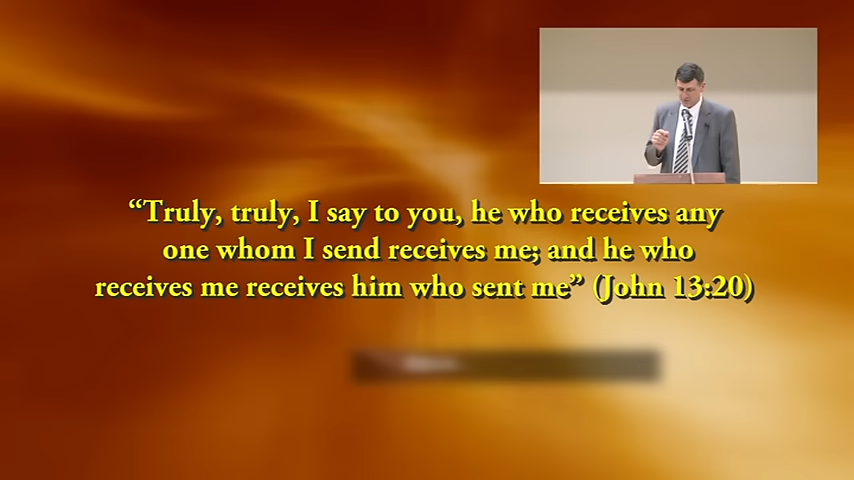 “Truly, truly, I say to you, he who receives any
one whom I send receives me; and he who
receives me receives him who sent me” (John 13:20)